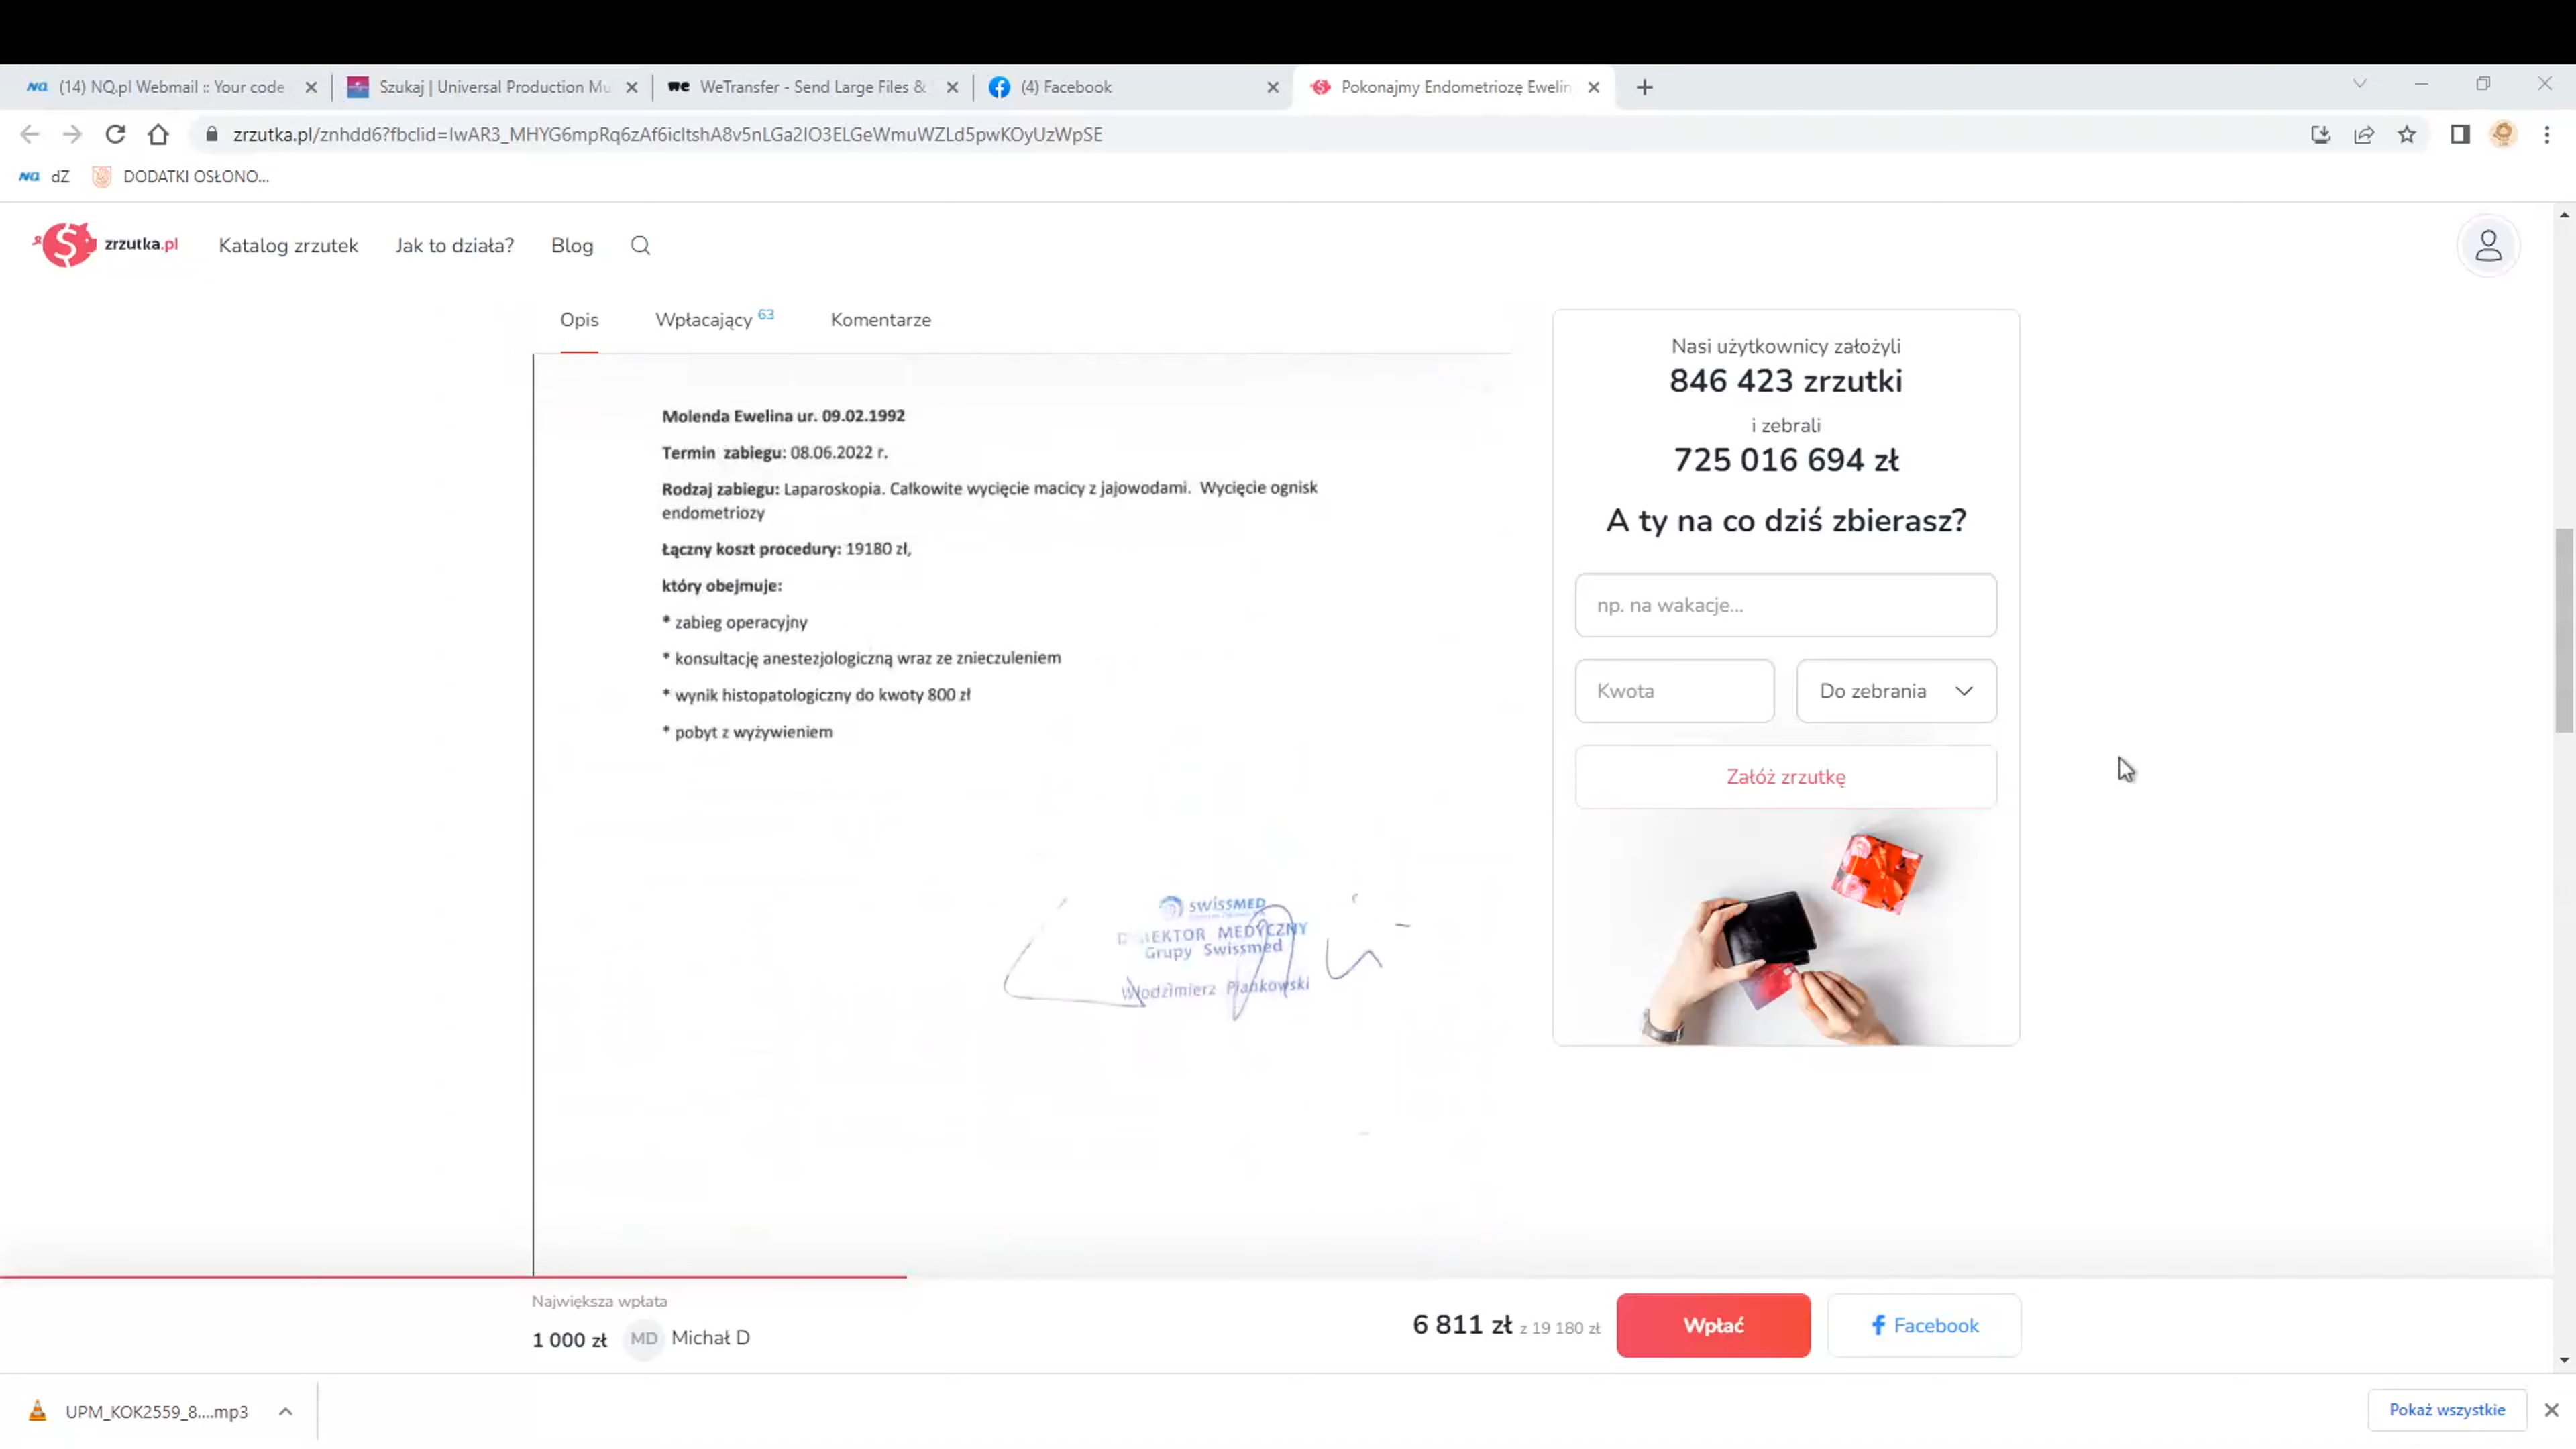 (14) NQ.pl Webmail :: Your code
Szukaj | Universal Production Mu
WeTransfer - Send Large Files &
(4) Facebook
Pokonajmy Endometriozę Ewelin
zrzutka.pl/znhdd6?fbclid=IwAR3_MHYG6mpRq6zAf6icItshA8v5nLGa2IO3ELGeWmuWZLd5pwKOyUzWpSE
NQ dZ
DODATKI OSŁONO...
zrzutka.pl
Katalog zrzutek
Jak to działa?
Blog
Opis
Wpłacający 63
Komentarze
Molenda Ewelina ur. 09.02.1992
Termin zabiegu: 08.06.2022 r.
Rodzaj zabiegu: Laparoskopia. Całkowite wycięcie macicy z jajowodami. Wycięcie ognisk
endometriozy
Łączny koszt procedury: 19180 zł,
który obejmuje:
* zabieg operacyjny
* konsultację anestezjologiczną wraz ze znieczuleniem
* wynik histopatologiczny do kwoty 800 zł
* pobyt z wyżywieniem
SWISSMED
MEDYCZNY
Grupy Swissmed
Włodzimierz Piankowski
Nasi użytkownicy założyli
846 423 zrzutki
i zebrali
725 016 694 zł
A ty na co dziś zbierasz?
np. na wakacje...
Kwota
Do zebrania
Załóż zrzutkę
Największa wpłata
1 000 zł
MD
Michał D
6 811 zł z 19 180 zł
Wpłać
Facebook
UPM_KOK2559_8....mp3
Pokaż wszystkie